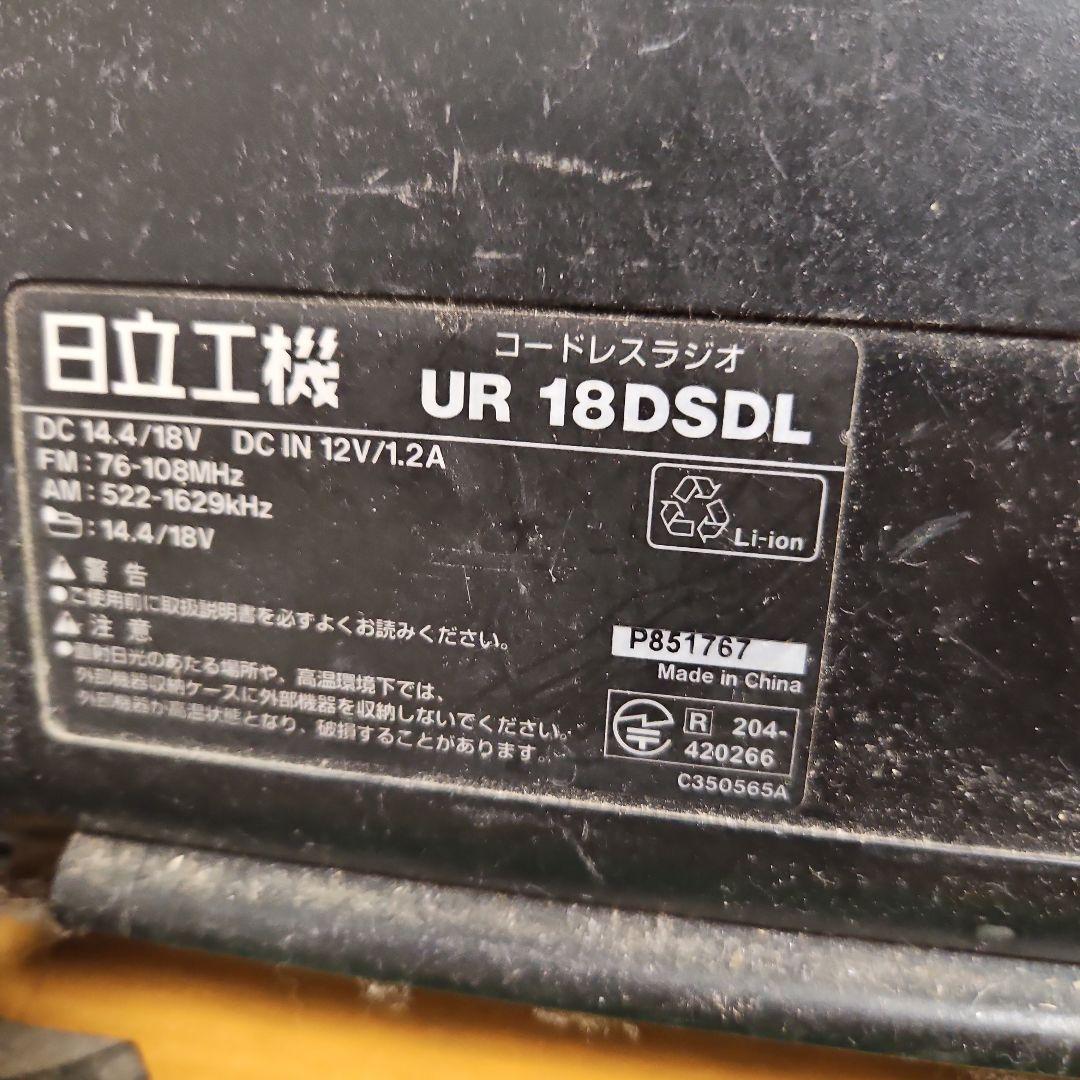 日立工機
コードレスラジオ
UR 18DSDL
DC 14.4/18V DC IN 12V/1.2A
FM : 76-108MHz
AM : 522-1629kHz
: 14.4/18V
Li-ion
警告
●ご使用前に取扱説明書を必ずよくお読みください。
注意
●直射日光のあたる場所や、高温環境下では、
外部機器収納ケースに外部機器を収納しないでください。
外部機器が高温状態となり、破損することがあります。
P851767
Made in China
R 204-
420266
C350565A